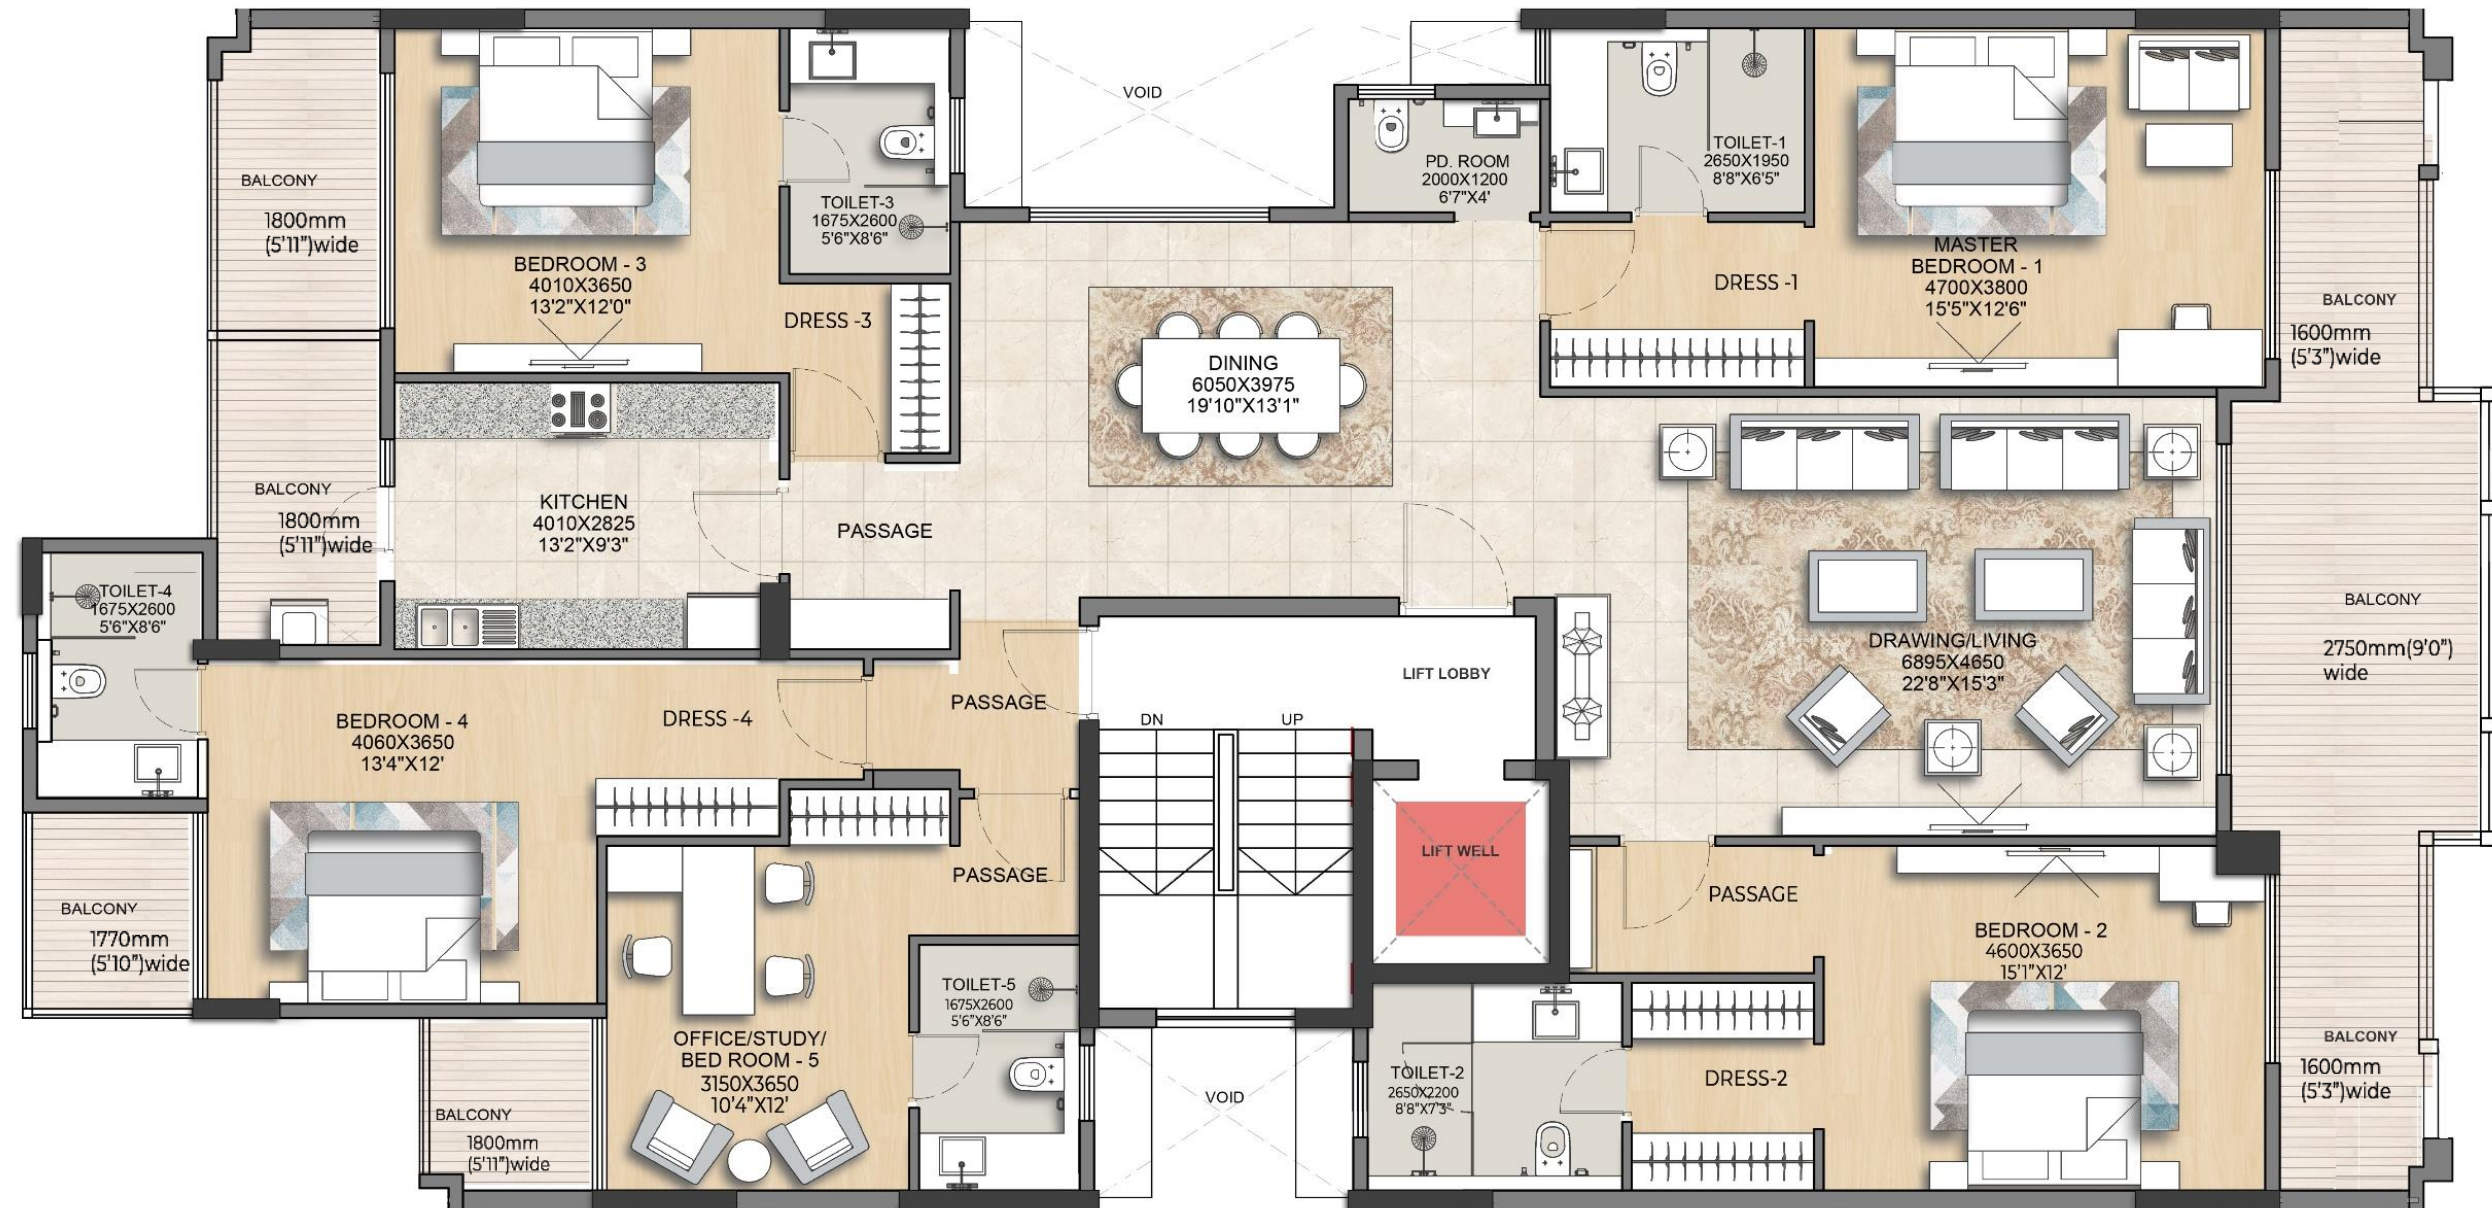 VOID
BALCONY
1800mm
(5'11")wide
BEDROOM - 3
4010X3650
13'2"X12'0"
TOILET-3
1675X2600
5'6"X8'6"
DRESS -3
PD. ROOM
2000X1200
6'7"X4'
TOILET-1
2650X1950
8'8"X6'5"
DRESS -1
MASTER
BEDROOM - 1
4700X3800
15'5"X12'6"
BALCONY
1600mm
(5'3")wide
DINING
6050X3975
19'10"X13'1"
BALCONY
1800mm
(5'11")wide
KITCHEN
4010X2825
13'2"X9'3"
PASSAGE
TOILET-4
1675X2600
5'6"X8'6"
BALCONY
2750mm(9'0")
wide
DRAWING/LIVING
6895X4650
22'8"X15'3"
LIFT LOBBY
BEDROOM - 4
4060X3650
13'4"X12'
DRESS -4
PASSAGE
DN
UP
LIFT WELL
PASSAGE
PASSAGE
BALCONY
1770mm
(5'10")wide
BEDROOM - 2
4600X3650
15'1"X12'
TOILET-5
1675X2600
5'6"X8'6"
OFFICE/STUDY/
BED ROOM - 5
3150X3650
10'4"X12'
BALCONY
1800mm
(5'11")wide
VOID
TOILET-2
2650X2200
8'8"X7'3"
DRESS-2
BALCONY
1600mm
(5'3")wide